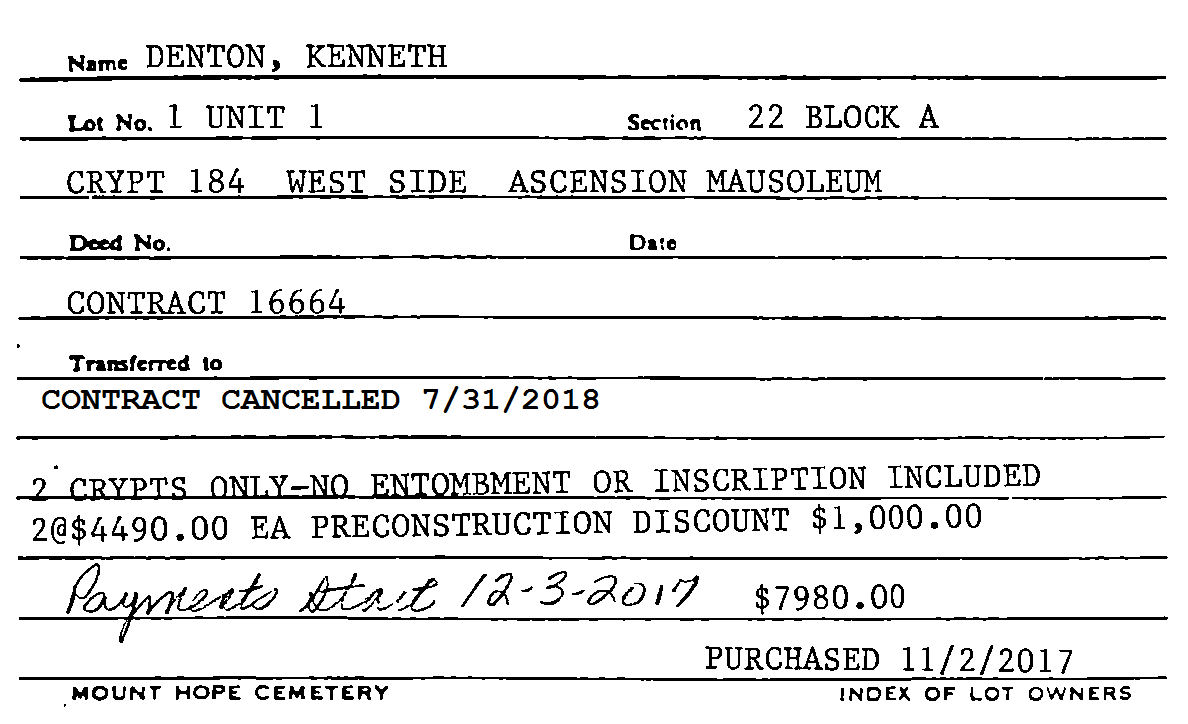 Name DENTON, KENNETH
Lot No. 1 UNIT 1 Section 22 BLOCK A
CRYPT 184 WEST SIDE ASCENSION MAUSOLEUM
Deed No. Date
CONTRACT 16664
Transferred to
CONTRACT CANCELLED 7/31/2018
2 CRYPTS ONLY-NO ENTOMBMENT OR INSCRIPTION INCLUDED
2@$4490.00 EA PRECONSTRUCTION DISCOUNT $1,000.00
Payments start 12-3-2017 $7980.00
PURCHASED 11/2/2017
MOUNT HOPE CEMETERY INDEX OF LOT OWNERS